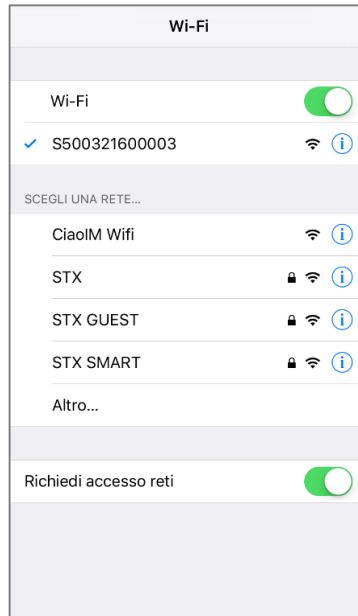 Wi-Fi
Wi-Fi
S500321600003
SCEGLI UNA RETE...
CiaoIM Wifi
STX
STX GUEST
STX SMART
Altro...
Richiedi accesso reti